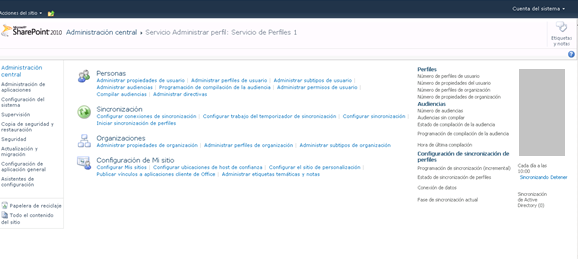 Acciones del sitio
Cuenta del sistema
Microsoft
SharePoint 2010
Administración central
Servicio Administrar perfil: Servicio de Perfiles 1
Etiquetas
y notas
Administración
central
Administración de
aplicaciones
Configuración del
sistema
Supervisión
Copia de seguridad y
restauración
Seguridad
Actualización y
migración
Configuración de
aplicación general
Asistentes de
configuración
Papelera de reciclaje
Todo el contenido
del sitio
Personas
Administrar propiedades de usuario | Administrar perfiles de usuario | Administrar subtipos de usuario |
Administrar audiencias | Programación de compilación de la audiencia | Administrar permisos de usuario |
Compilar audiencias | Administrar directivas
Sincronización
Configurar conexiones de sincronización | Configurar trabajo del temporizador de sincronización | Configurar sincronización |
Iniciar sincronización de perfiles
Organizaciones
Administrar propiedades de organización | Administrar perfiles de organización | Administrar subtipos de organización
Configuración de Mi sitio
Configurar Mis sitios | Configurar ubicaciones de host de confianza | Configurar el sitio de personalización |
Publicar vínculos a aplicaciones cliente de Office | Administrar etiquetas temáticas y notas
Perfiles
Número de perfiles de usuario
Número de propiedades del usuario
Número de perfiles de organización
Número de propiedades de organización
Audiencias
Número de audiencias
Audiencias sin compilar
Estado de compilación de la audiencia
Programación de compilación de la audiencia
Hora de última compilación
Configuración de sincronización de
perfiles
Programación de sincronización (incremental)
Cada día a las
10:00
Estado de sincronización de perfiles
Sincronizando Detener
Conexión de datos
Fase de sincronización actual
Sincronización
de Active
Directory (0)